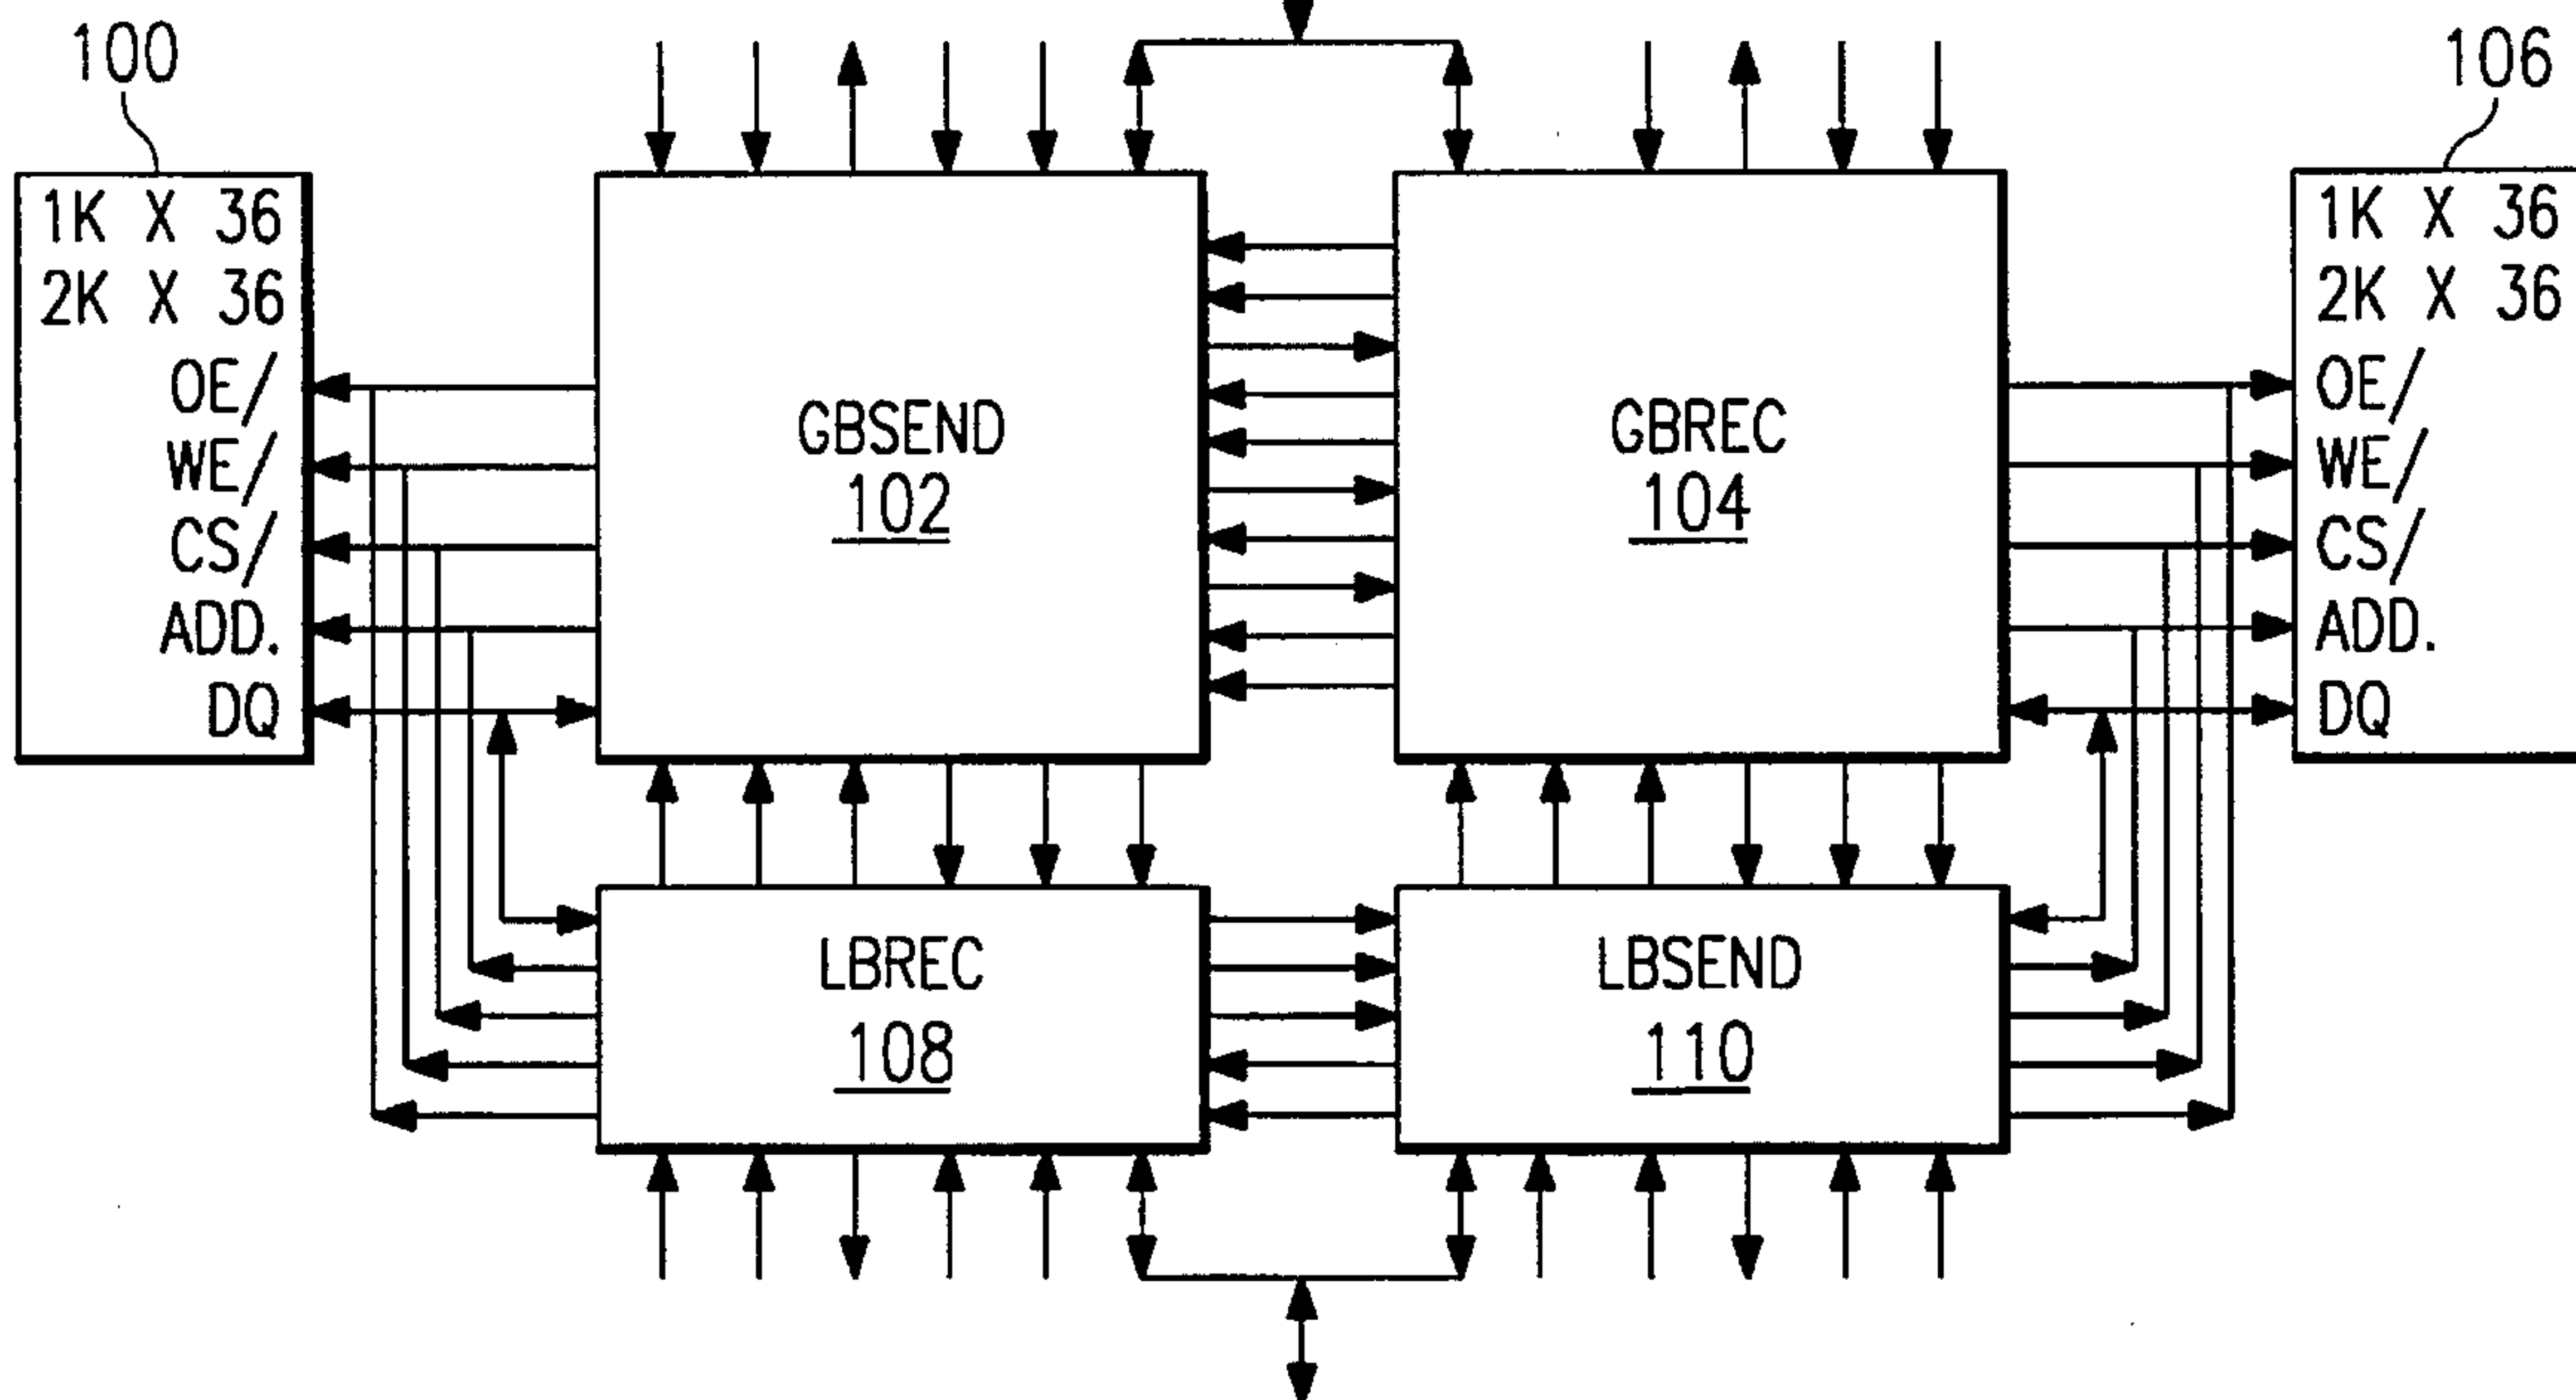 100
1K X 36
2K X 36
OE/
WE/
CS/
ADD.
DQ
GBSEND
102
GBREC
104
106
1K X 36
2K X 36
OE/
WE/
CS/
ADD.
DQ
LBREC
108
LBSEND
110